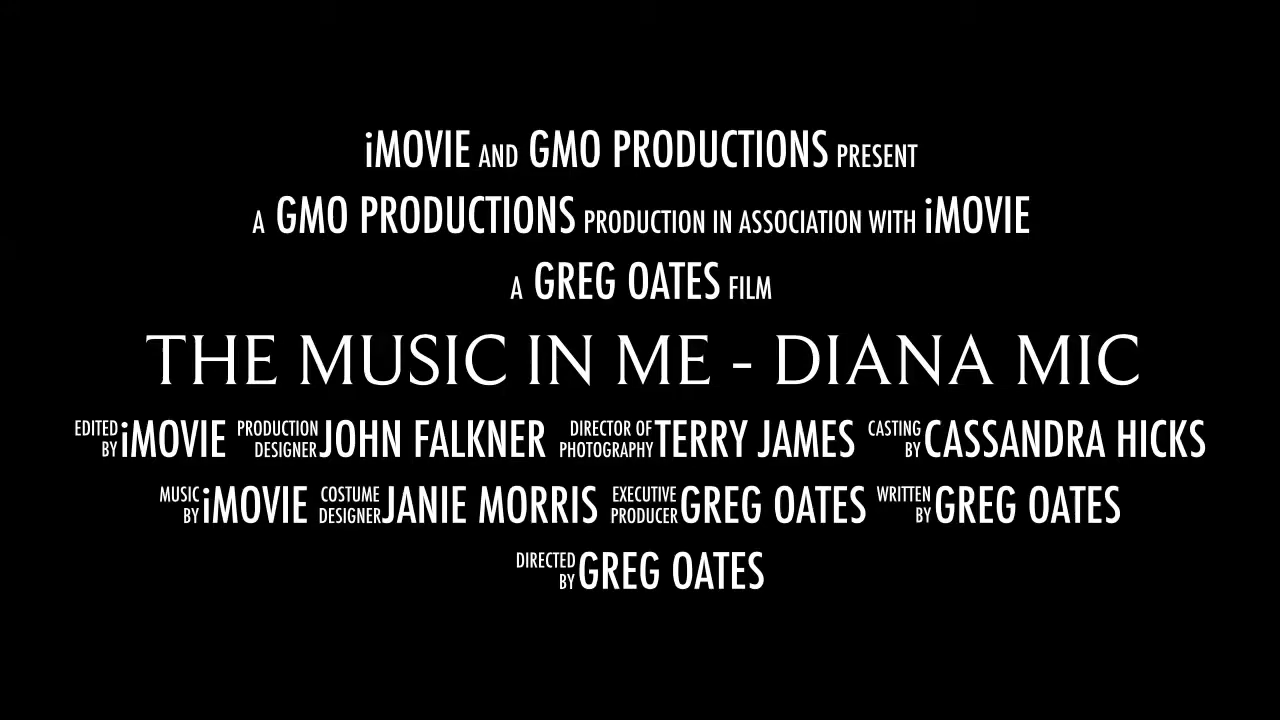 iMOVIE AND GMO PRODUCTIONS PRESENT
A GMO PRODUCTIONS PRODUCTION IN ASSOCIATION WITH iMOVIE
A GREG OATES FILM
THE MUSIC IN ME - DIANA MIC
EDITED BY iMOVIE PRODUCTION DESIGNER JOHN FALKNER DIRECTOR OF PHOTOGRAPHY TERRY JAMES CASTING BY CASSANDRA HICKS
MUSIC BY iMOVIE COSTUME DESIGNER JANIE MORRIS EXECUTIVE PRODUCER GREG OATES WRITTEN BY GREG OATES
DIRECTED BY GREG OATES